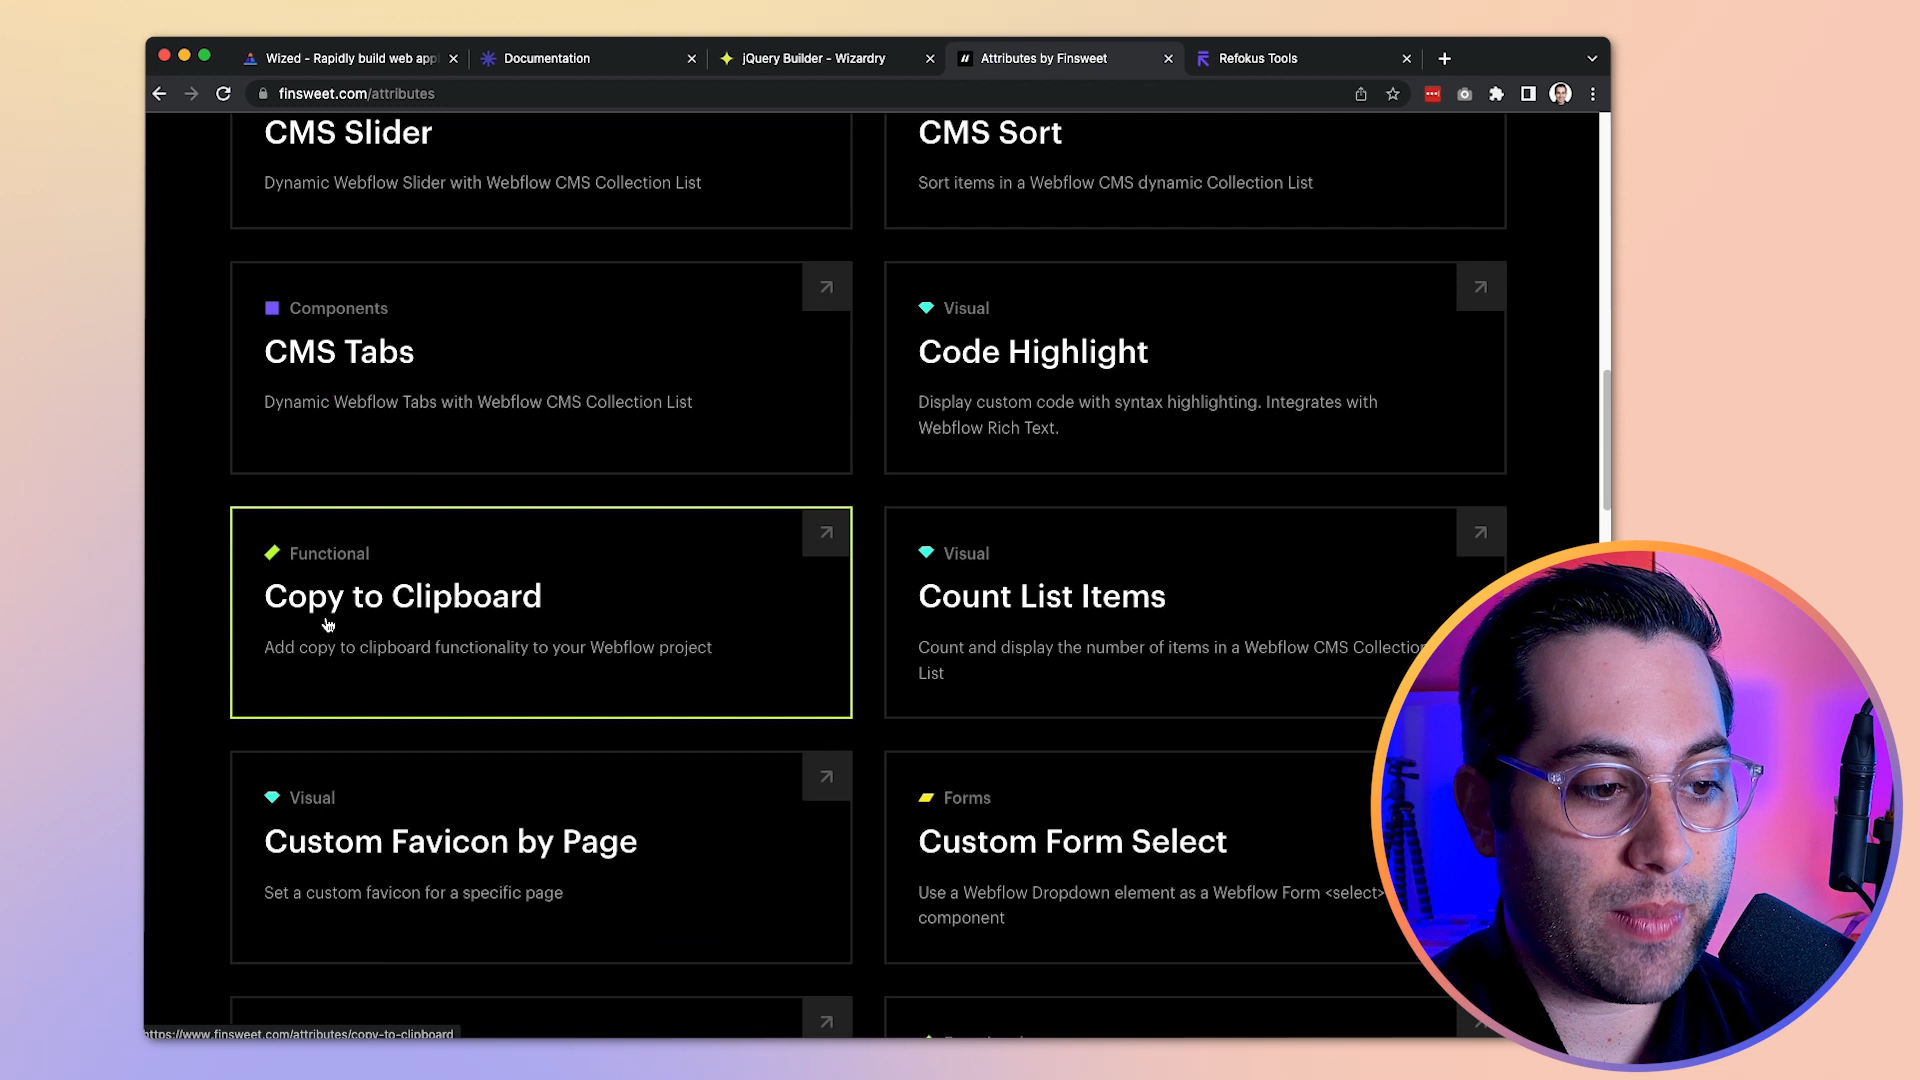 Wized - Rapidly build web appl
Documentation
jQuery Builder - Wizardry
Attributes by Finsweet
Refokus Tools
finsweet.com/attributes
CMS Slider
Dynamic Webflow Slider with Webflow CMS Collection List
CMS Sort
Sort items in a Webflow CMS dynamic Collection List
Components
CMS Tabs
Dynamic Webflow Tabs with Webflow CMS Collection List
Visual
Code Highlight
Display custom code with syntax highlighting. Integrates with
Webflow Rich Text.
Functional
Copy to Clipboard
Add copy to clipboard functionality to your Webflow project
Visual
Count List Items
Count and display the number of items in a Webflow CMS Collection
List
Visual
Custom Favicon by Page
Set a custom favicon for a specific page
Forms
Custom Form Select
Use a Webflow Dropdown element as a Webflow Form <select>
component
https://www.finsweet.com/attributes/copy-to-clipboard